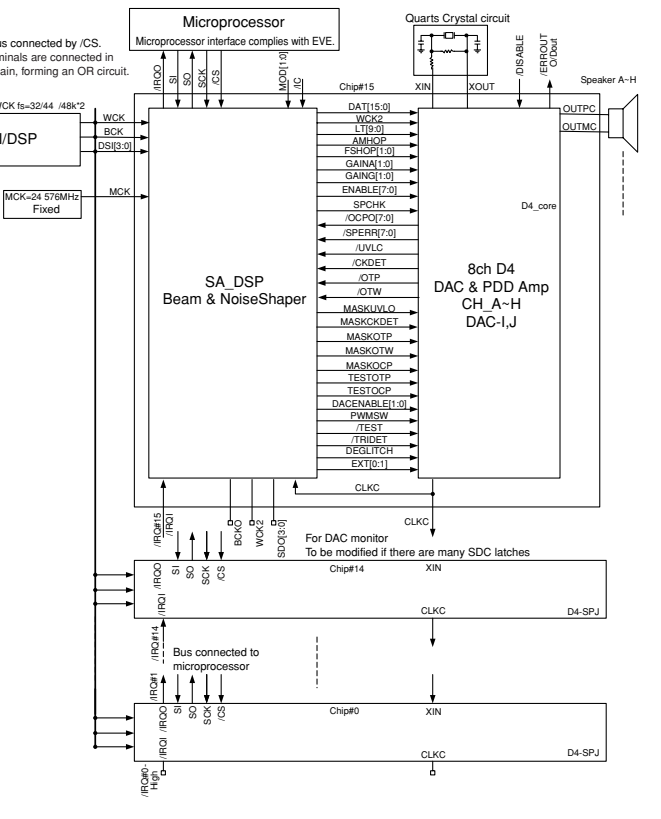 Microprocessor
Microprocessor interface complies with EVE.
Quarts Crystal circuit
us connected by /CS.
minals are connected in
ain, forming an OR circuit.
/IRQO
SI
SO
SCK
/CS
MOD[1:0]
/IC
Chip#15
XIN
XOUT
/DISABLE
/ERROUT
O/Dout
Speaker A~H
OUTPC
OUTMC
WCK fs=32/44 /48k*2
I/DSP
WCK
BCK
DSI[3:0]
MCK=24 576MHz
Fixed
MCK
SA_DSP
Beam & NoiseShaper
DAT[15:0]
WCK2
LT[9:0]
AMHOP
FSHOP[1:0]
GAINA[1:0]
GAING[1:0]
ENABLE[7:0]
SPCHK
/OCPO[7:0]
/SPERR[7:0]
/UVLC
/CKDET
/OTP
/OTW
MASKUVLO
MASKCKDET
MASKOTP
MASKOTW
MASKOCP
TESTOTP
TESTOCP
DACENABLE[1:0]
PWMSW
/TEST
/TRIDET
DEGLITCH
EXT[0:1]
CLKC
D4_core
8ch D4
DAC & PDD Amp
CH_A~H
DAC-I,J
/IRQ#15
/IRQI
BCKO
WCK2
SDO[3:0]
CLKC
For DAC monitor
To be modified if there are many SDC latches
/IRQO
SI
SO
SCK
/CS
Chip#14
XIN
/IRQI
CLKC
D4-SPJ
/IRQ#14
Bus connected to
microprocessor
/IRQ#1
/IRQO
SI
SO
SCK
/CS
Chip#0
XIN
/IRQI
CLKC
D4-SPJ
/IRQ#0-
High